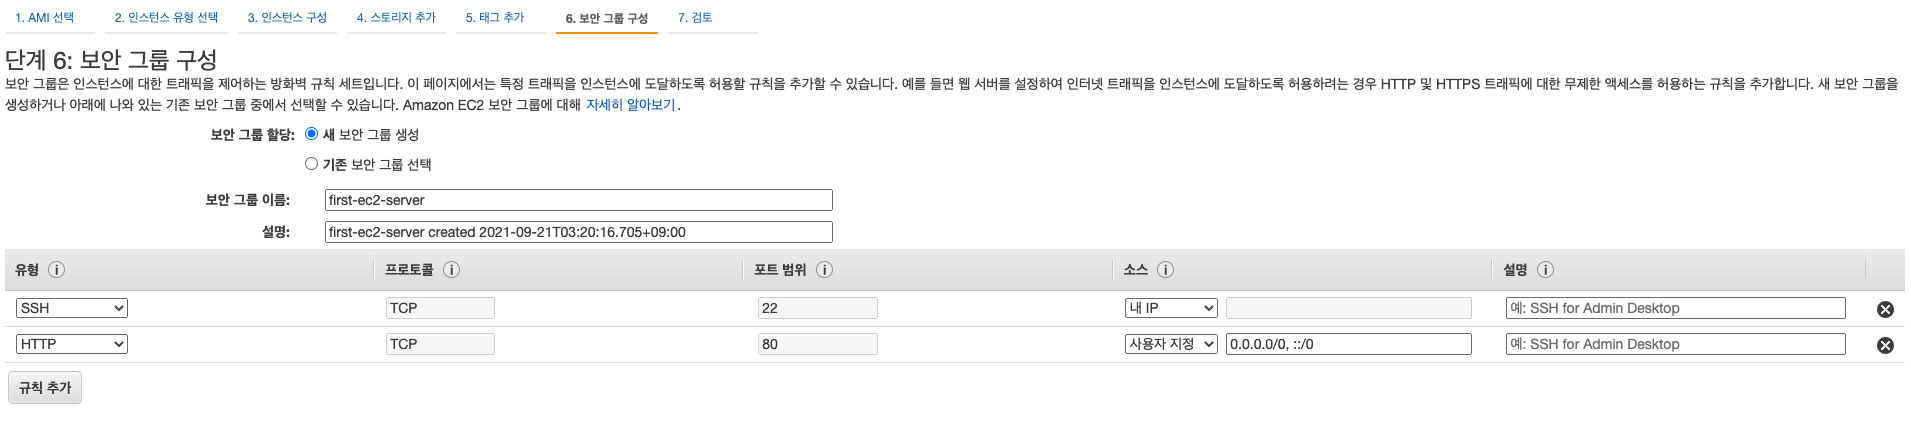 1. AMI 선택 2. 인스턴스 유형 선택 3. 인스턴스 구성 4. 스토리지 추가 5. 태그 추가 6. 보안 그룹 구성 7. 검토
단계 6: 보안 그룹 구성
보안 그룹은 인스턴스에 대한 트래픽을 제어하는 방화벽 규칙 세트입니다. 이 페이지에서는 특정 트래픽을 인스턴스에 도달하도록 허용할 규칙을 추가할 수 있습니다. 예를 들면 웹 서버를 설정하여 인터넷 트래픽을 인스턴스에 도달하도록 허용하려는 경우 HTTP 및 HTTPS 트래픽에 대한 무제한 액세스를 허용하는 규칙을 추가합니다. 새 보안 그룹을
생성하거나 아래에 나와 있는 기존 보안 그룹 중에서 선택할 수 있습니다. Amazon EC2 보안 그룹에 대해 자세히 알아보기.
보안 그룹 할당: 새 보안 그룹 생성
기존 보안 그룹 선택
보안 그룹 이름: first-ec2-server
설명: first-ec2-server created 2021-09-21T03:20:16.705+09:00
유형 프로토콜 포트 범위 소스 설명
SSH TCP 22 내 IP 예: SSH for Admin Desktop
HTTP TCP 80 사용자 지정 0.0.0.0/0, ::/0 예: SSH for Admin Desktop
규칙 추가